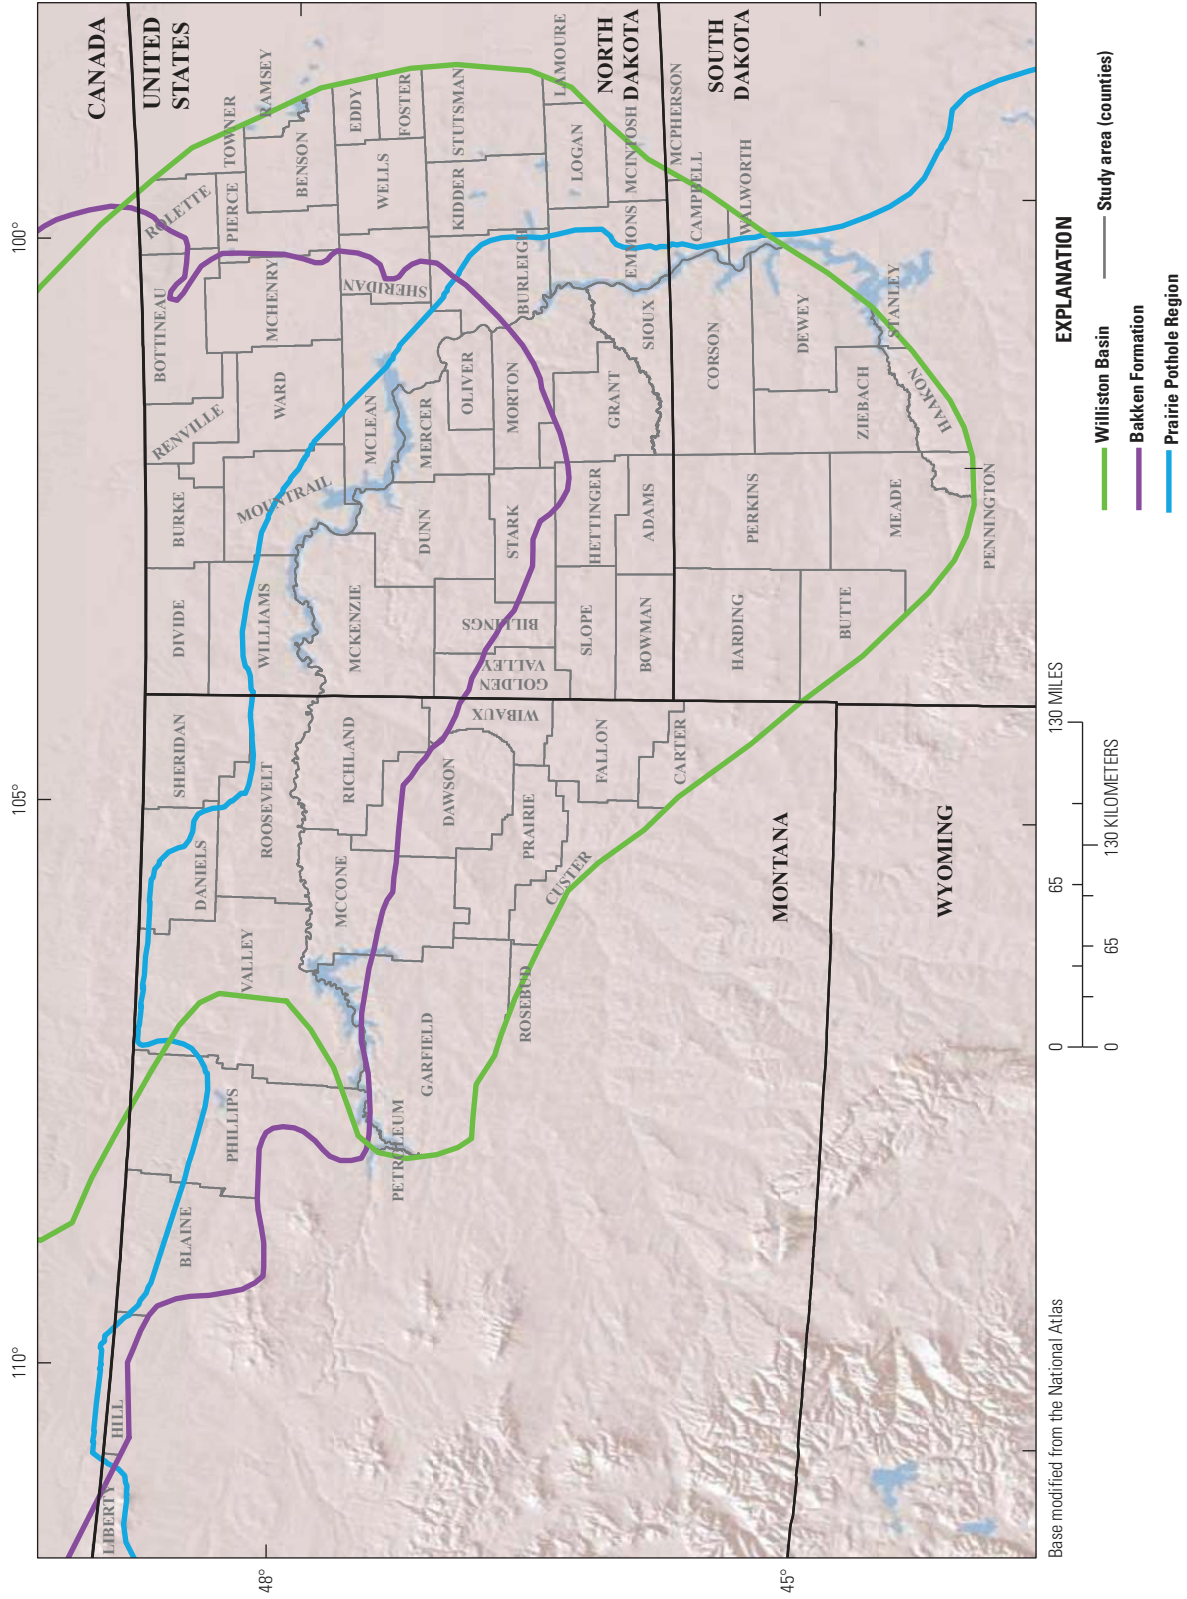 110°
105°
100°
48°
45°
CANADA
UNITED
STATES
LIBERTY
HILL
BLAINE
PHILLIPS
VALLEY
DANIELS
SHERIDAN
ROOSEVELT
RICHLAND
MCCONE
GARFIELD
PETROLEUM
ROSEBUD
DAWSON
PRAIRIE
WIBAUX
CUSTER
FALLON
CARTER
MONTANA
WYOMING
DIVIDE
BURKE
RENVILLE
BOTTINEAU
ROLETTE
TOWNER
PIERCE
RAMSEY
BENSON
WILLIAMS
MOUNTRAIL
WARD
MCHENRY
MCKENZIE
MCLEAN
SHERIDAN
WELLS
EDDY
FOSTER
DUNN
MERCER
OLIVER
BURLEIGH
KIDDER
STUTSMAN
GOLDEN
VALLEY
BILLINGS
STARK
MORTON
SLOPE
HETTINGER
GRANT
BOWMAN
ADAMS
SIOUX
EMMONS
LOGAN
MCINTOSH
LAMOURE
NORTH
DAKOTA
SOUTH
DAKOTA
HARDING
PERKINS
CORSON
CAMPBELL
MCPHERSON
WALWORTH
DEWEY
BUTTE
MEADE
ZIEBACH
STANLEY
HAAKON
PENNINGTON
Base modified from the National Atlas
0 65 130 MILES
0 65 130 KILOMETERS
EXPLANATION
Williston Basin
Bakken Formation
Prairie Pothole Region
Study area (counties)